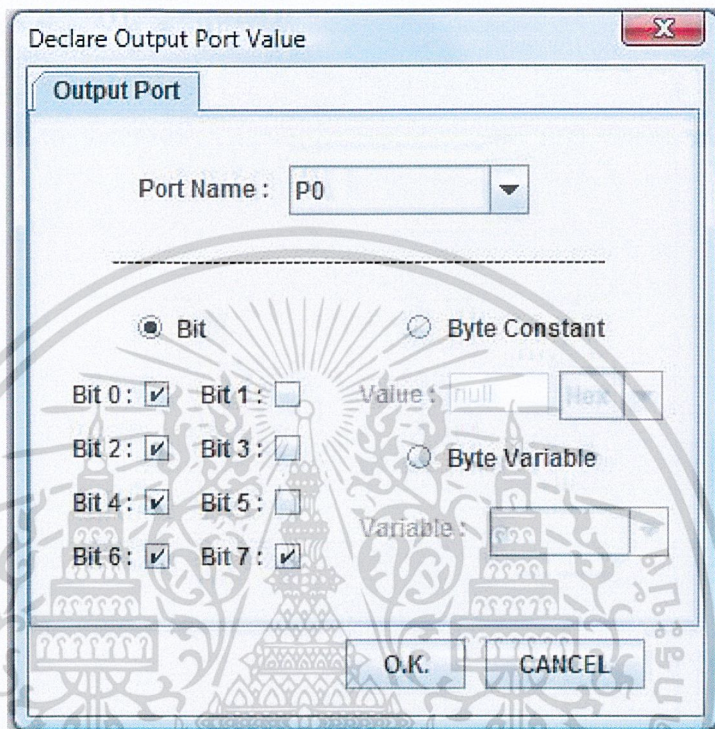 Declare Output Port Value
Output Port
Port Name : P0
Bit
Byte Constant
Bit 0 : Bit 1 :
Value : null Hex
Bit 2 : Bit 3 :
Byte Variable
Bit 4 : Bit 5 :
Variable :
Bit 6 : Bit 7 :
O.K. CANCEL